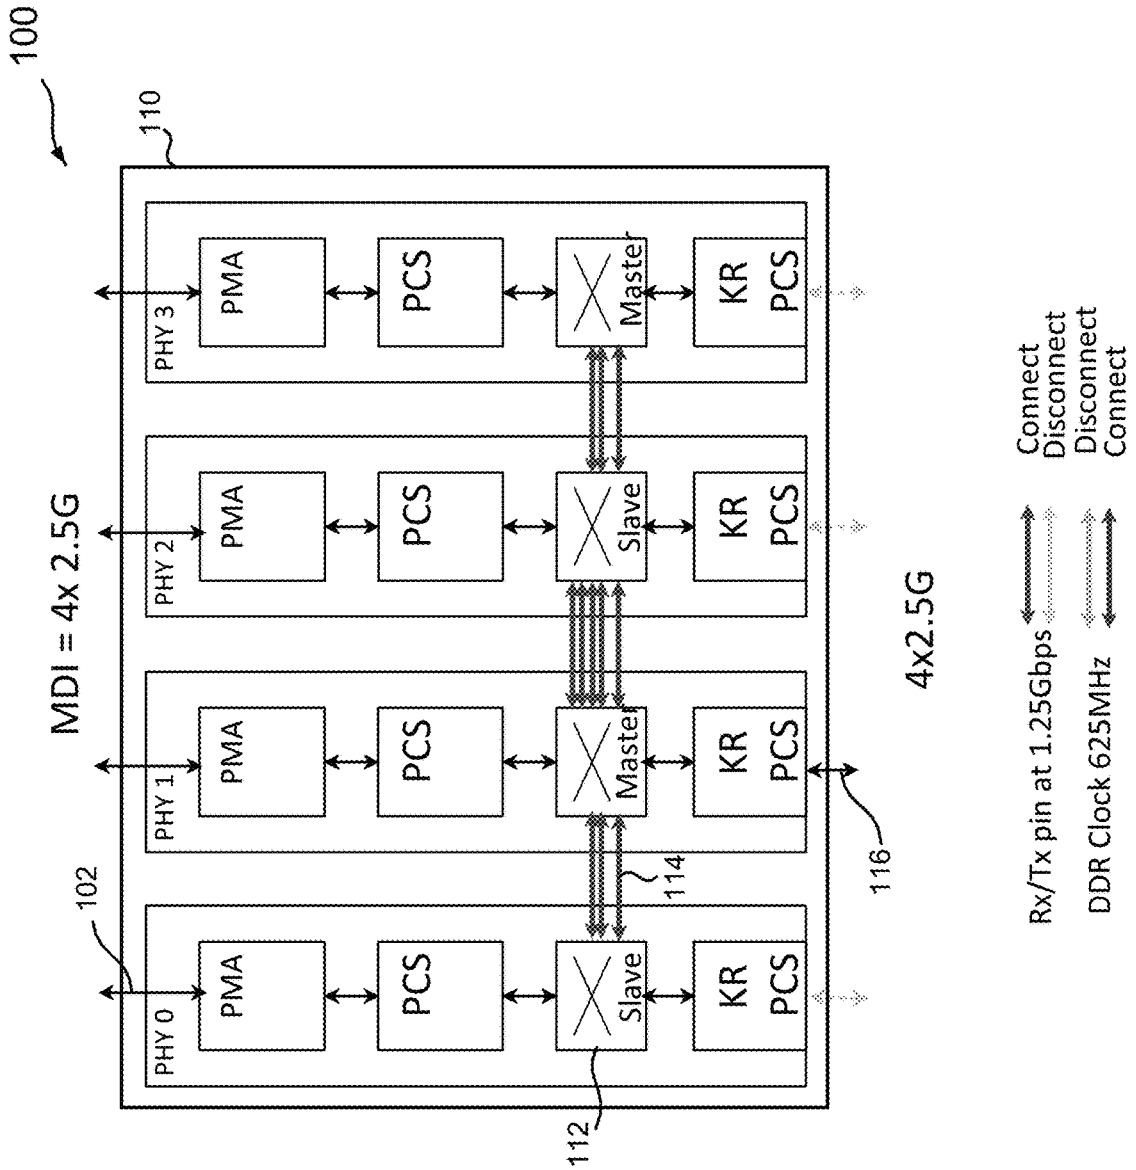 100
110
MDI = 4x 2.5G
102
PHY 0
PMA
PCS
Slave
KR
PCS
112
114
PHY 1
PMA
PCS
Master
KR
PCS
116
PHY 2
PMA
PCS
Slave
KR
PCS
PHY 3
PMA
PCS
Master
KR
PCS
4x2.5G
Rx/Tx pin at 1.25Gbps
Connect
Disconnect
DDR Clock 625MHz
Disconnect
Connect